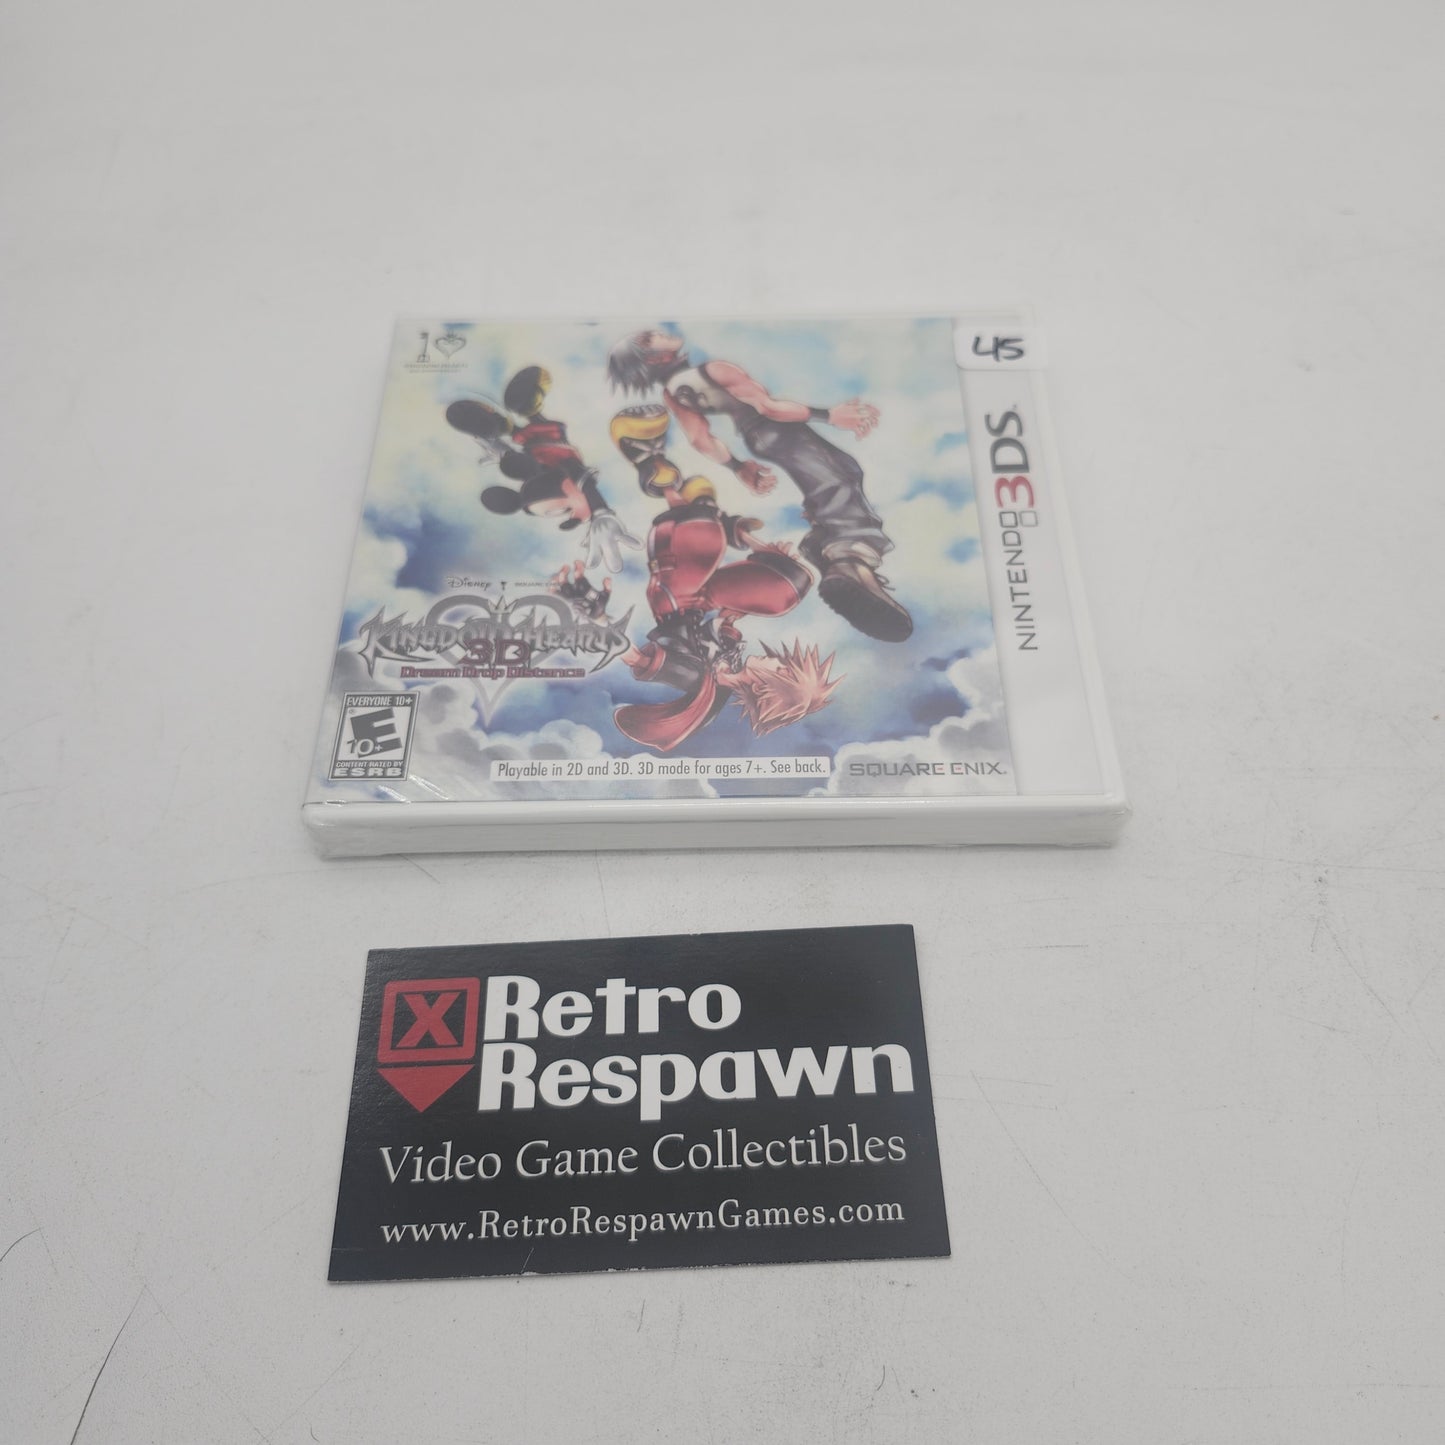 45
NINTENDO 3DS
Disney
SQUARE ENIX
KINGDOM HEARTS
3D
Dream Drop Distance
EVERYONE 10+
E
10+
CONTENT RATED BY
ESRB
Playable in 2D and 3D. 3D mode for ages 7+. See back.
SQUARE ENIX.
X
Retro
Respawn
Video Game Collectibles
www.RetroRespawnGames.com